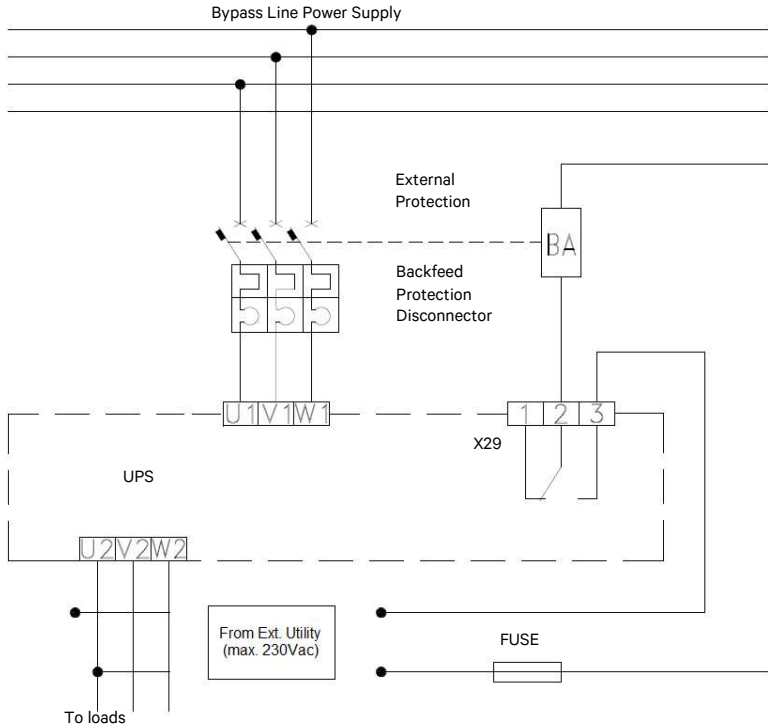 Bypass Line Power Supply
External
Protection
BA
Backfeed
Protection
Disconnector
U1 V1 W1
1 2 3
X29
UPS
U2 V2 W2
From Ext. Utility
(max. 230Vac)
FUSE
To loads